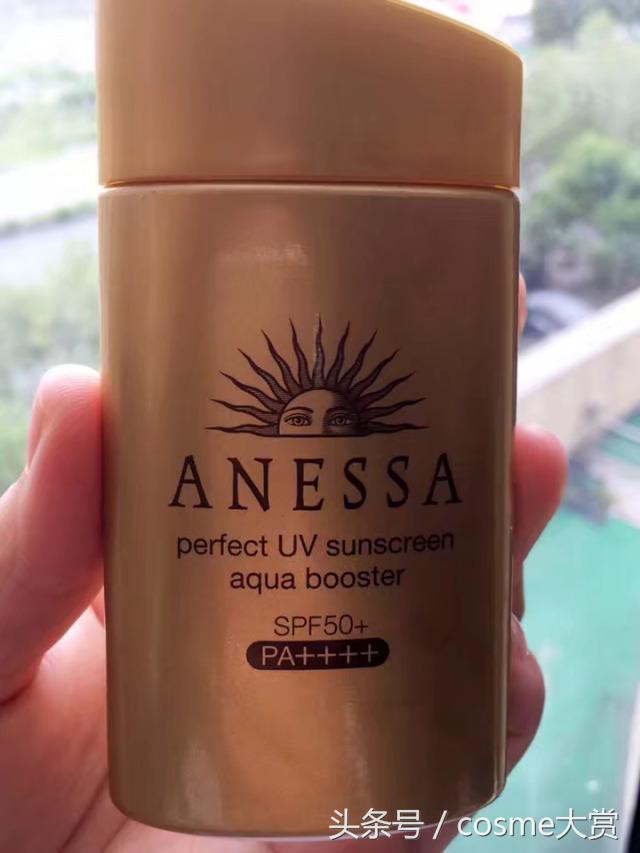 ANESSA
perfect UV sunscreen
aqua booster
SPF50+
PA++++
头条号 / cosme大赏